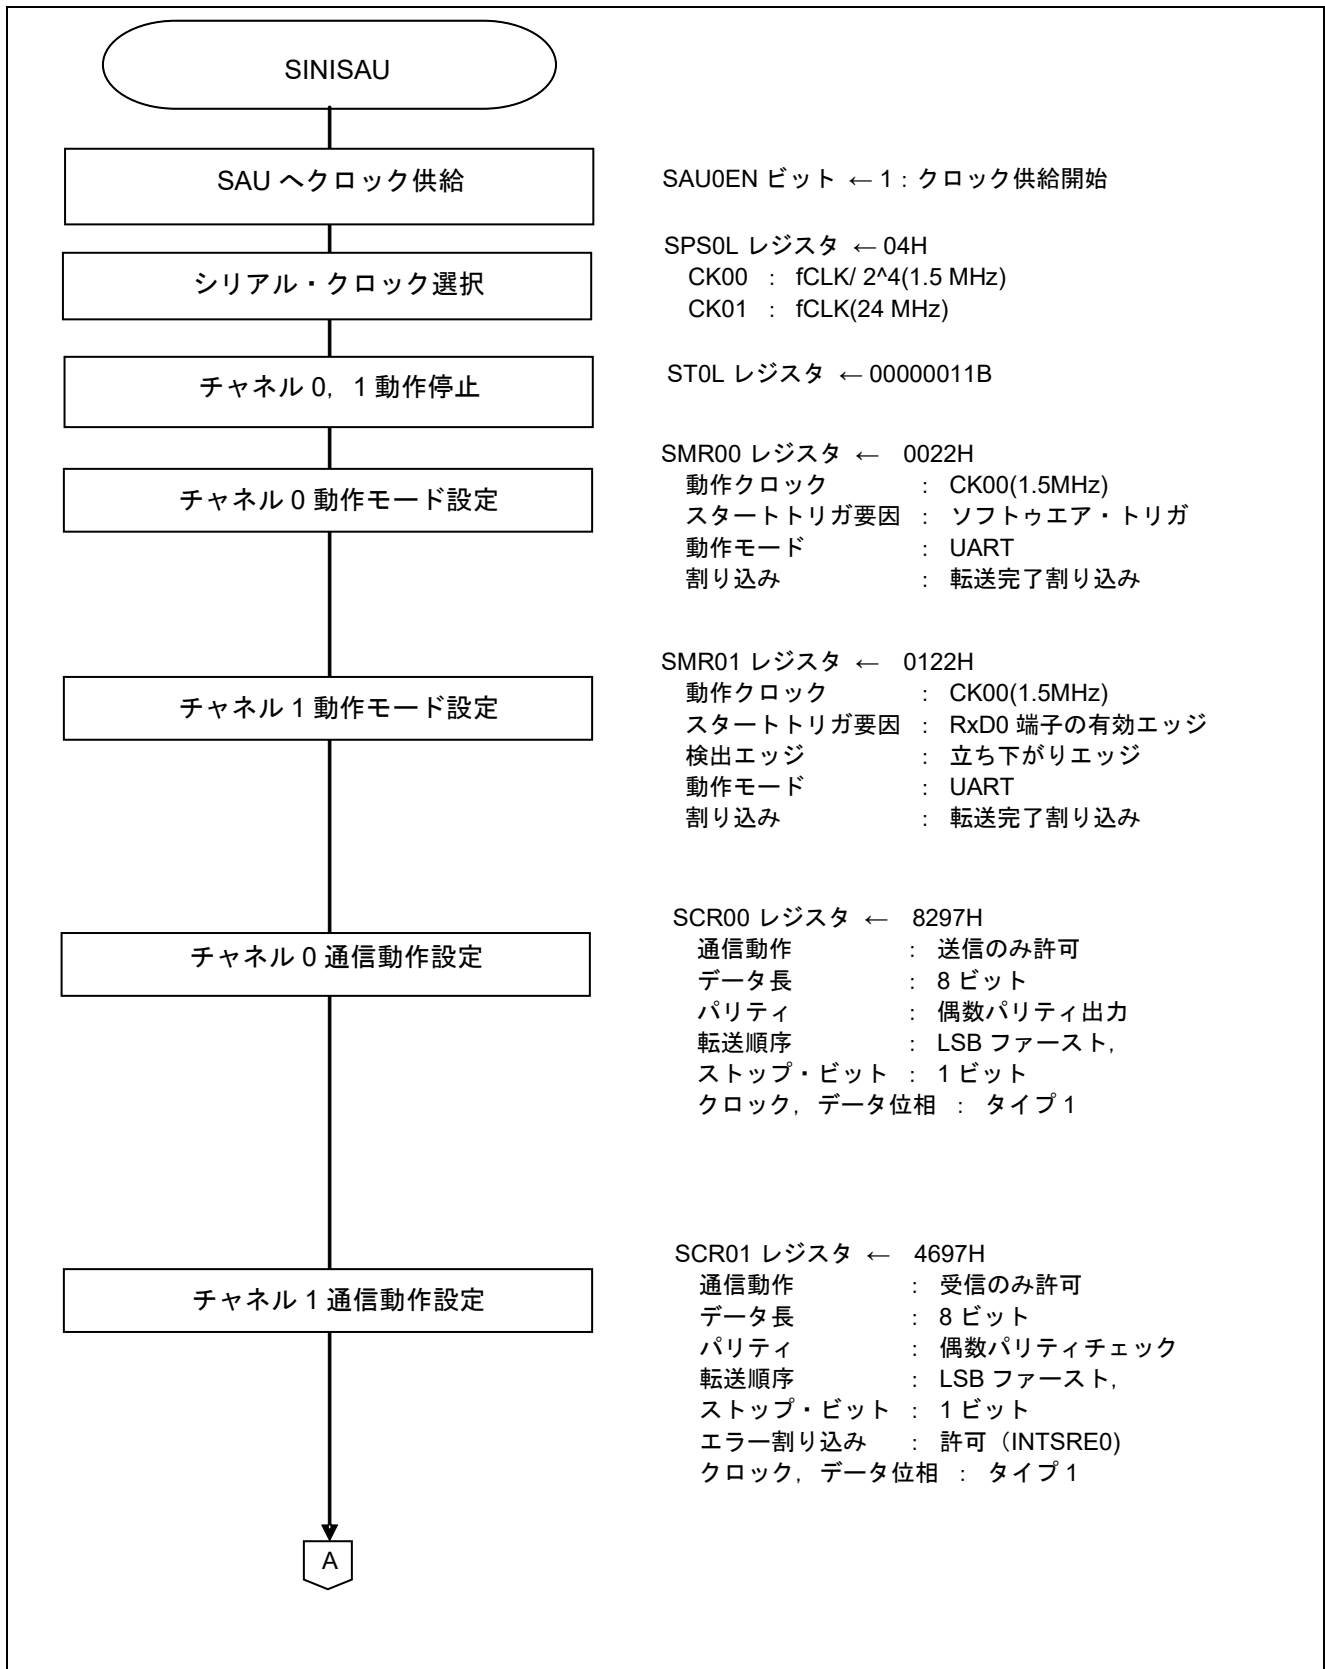 SINISAU
SAU へクロック供給
SAU0EN ビット ← 1：クロック供給開始
シリアル・クロック選択
SPS0L レジスタ ← 04H
CK00 ： fCLK/ 2^4(1.5 MHz)
CK01 ： fCLK(24 MHz)
チャネル 0，1 動作停止
ST0L レジスタ ← 00000011B
チャネル 0 動作モード設定
SMR00 レジスタ ← 0022H
動作クロック ： CK00(1.5MHz)
スタートトリガ要因 ： ソフトゥエア・トリガ
動作モード ： UART
割り込み ： 転送完了割り込み
チャネル 1 動作モード設定
SMR01 レジスタ ← 0122H
動作クロック ： CK00(1.5MHz)
スタートトリガ要因 ： RxD0 端子の有効エッジ
検出エッジ ： 立ち下がりエッジ
動作モード ： UART
割り込み ： 転送完了割り込み
チャネル 0 通信動作設定
SCR00 レジスタ ← 8297H
通信動作 ： 送信のみ許可
データ長 ： 8 ビット
パリティ ： 偶数パリティ出力
転送順序 ： LSB ファースト，
ストップ・ビット ： 1 ビット
クロック，データ位相 ： タイプ 1
チャネル 1 通信動作設定
SCR01 レジスタ ← 4697H
通信動作 ： 受信のみ許可
データ長 ： 8 ビット
パリティ ： 偶数パリティチェック
転送順序 ： LSB ファースト，
ストップ・ビット ： 1 ビット
エラー割り込み ： 許可（INTSRE0)
クロック，データ位相 ： タイプ 1
A